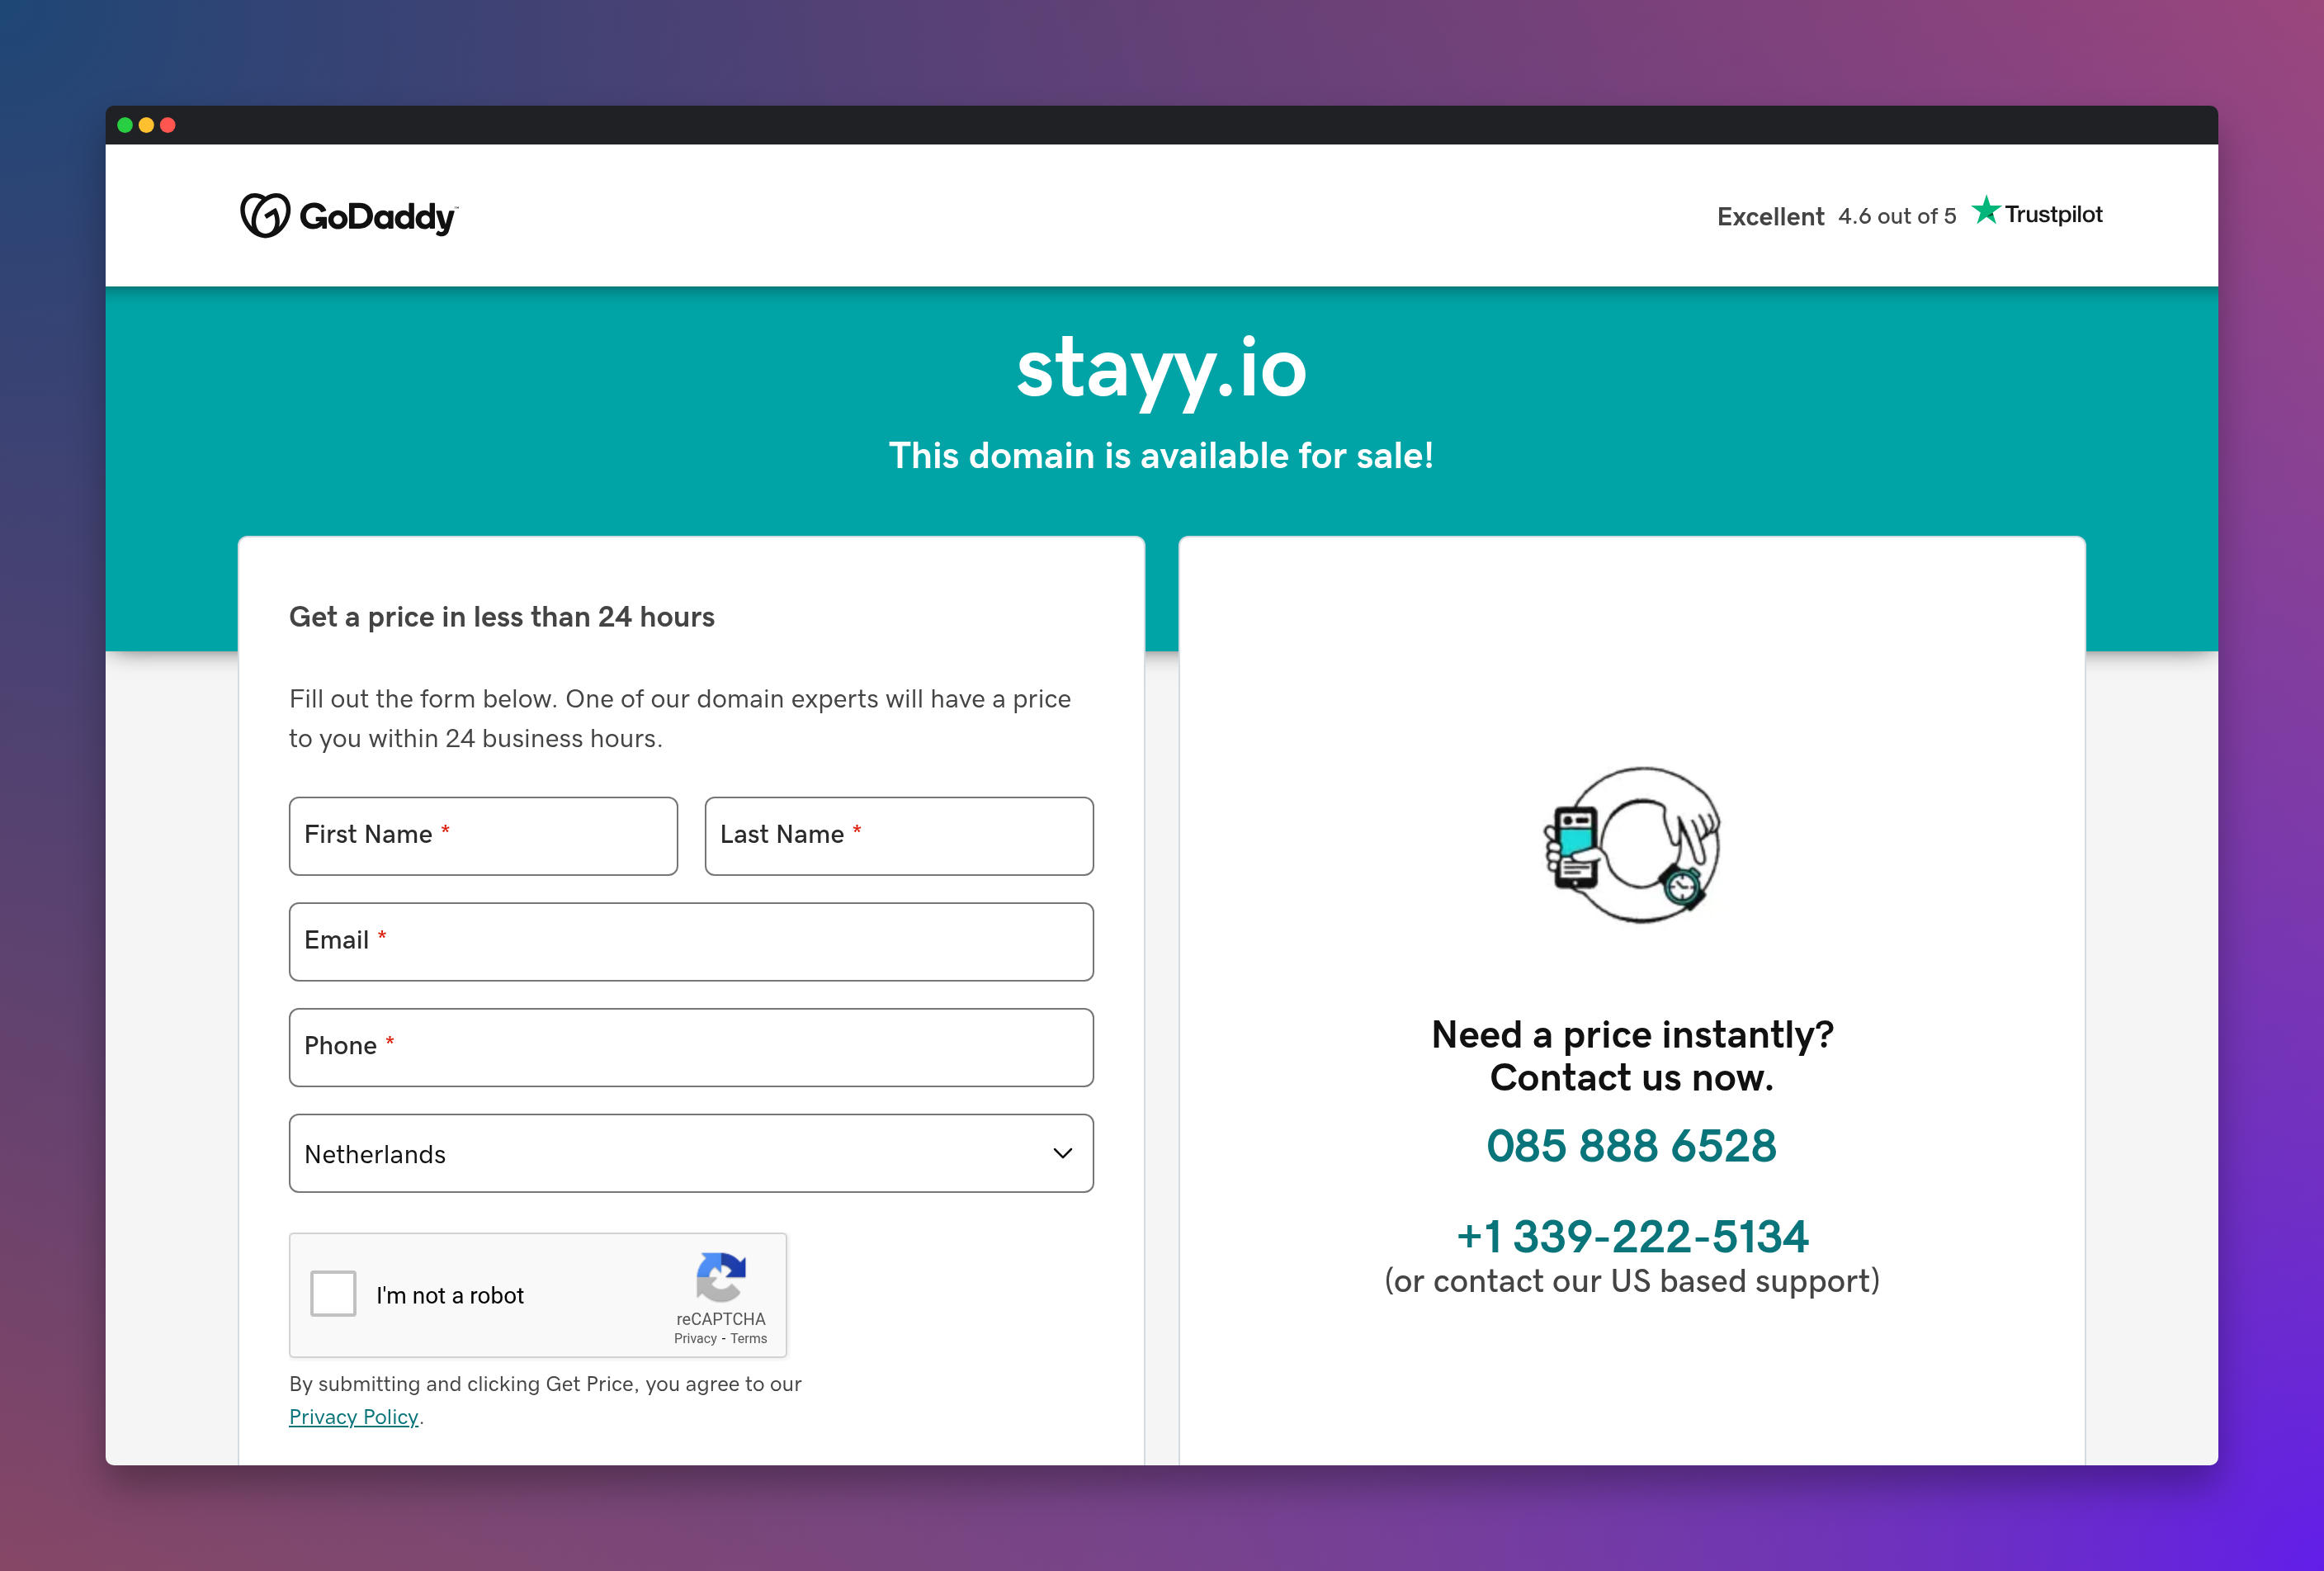 GoDaddy
Excellent 4.6 out of 5 Trustpilot
stayy.io
This domain is available for sale!
Get a price in less than 24 hours
Fill out the form below. One of our domain experts will have a price
to you within 24 business hours.
First Name *
Last Name *
Email *
Phone *
Netherlands
I'm not a robot
reCAPTCHA
Privacy - Terms
By submitting and clicking Get Price, you agree to our
Privacy Policy.
Need a price instantly?
Contact us now.
085 888 6528
+1 339-222-5134
(or contact our US based support)